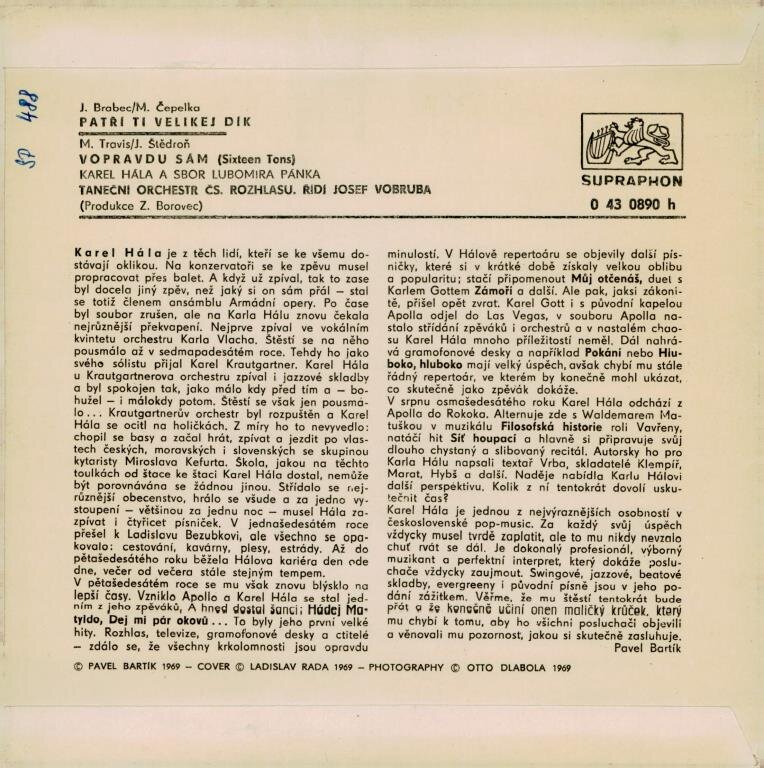 SP 488
J. Brabec/M. Čepelka
PATŘÍ TI VELIKEJ DÍK
M. Travis/J. Štědroň
VOPRAVDU SÁM (Sixteen Tons)
KAREL HÁLA A SBOR LUBOMÍRA PÁNKA
TANEČNÍ ORCHESTR ČS. ROZHLASU. ŘÍDÍ JOSEF VOBRUBA
(Produkce Z. Borovec)
SUPRAPHON
0 43 0890 h
Karel Hála je z těch lidí, kteří se ke všemu do-
stávají oklikou. Na konzervatoři se ke zpěvu musel
propracovat přes balet. A když už zpíval, tak to zase
byl docela jiný zpěv, než jaký si on sám přál – stal
se totiž členem ansámblu Armádní opery. Po čase
byl soubor zrušen, ale na Karla Hálu znovu čekala
nejrůznější překvapení. Nejprve zpíval ve vokálním
kvintetu orchestru Karla Vlacha. Štěstí se na něho
pousmálo až v sedmapadesátém roce. Tehdy ho jako
svého sólistu přijal Karel Krautgartner. Karel Hála
u Krautgartnerova orchestru zpíval i jazzové skladby
a byl spokojen tak, jako málo kdy před tím a – bo-
hužel – i málokdy potom. Štěstí se však jen pousmá-
lo... Krautgartnerův orchestr byl rozpuštěn a Karel
Hála se ocitl na holičkách. Z míry ho to nevyvedlo:
chopil se basy a začal hrát, zpívat a jezdit po vlas-
tech českých, moravských i slovenských se skupinou
kytaristy Miroslava Kefurta. Škola, jakou na těchto
toulkách od štace ke štaci Karel Hála dostal, nemůže
být porovnávána se žádnou jinou. Střídalo se nej-
různější obecenstvo, hrálo se všude a za jedno vy-
stoupení – většinou za jednu noc – musel Hála za-
zpívat i čtyřicet písniček. V jednašedesátém roce
přešel k Ladislavu Bezubkovi, ale všechno se opa-
kovalo: cestování, kavárny, plesy, estrády. Až do
pětašedesátého roku běžela Hálova kariéra den ode
dne, večer od večera stále stejným tempem.
V pětašedesátém roce se mu však znovu blýsklo na
lepší časy. Vzniklo Apollo a Karel Hála se stal jed-
ním z jeho zpěváků, A hned dostal šanci: Hádej Ma-
tyldo, Dej mi pár okovů... To byly jeho první velké
hity. Rozhlas, televize, gramofonové desky a ctitelé
– zdálo se, že všechny krkolomnosti jsou opravdu
minulostí. V Hálově repertoáru se objevily další pís-
ničky, které si v krátké době získaly velkou oblibu
a popularitu; stačí připomenout Můj otčenáš, duet s
Karlem Gottem Zámoří a další. Ale pak, jaksi zákoni-
tě, přišel opět zvrat. Karel Gott i s původní kapelou
Apolla odjel do Las Vegas, v souboru Apolla na-
stalo střídání zpěváků i orchestrů a v nastalém chao-
su Karel Hála mnoho příležitostí neměl. Dál nahrá-
vá gramofonové desky a například Pokání nebo Hlu-
boko, hluboko mají velký úspěch, avšak chybí mu stále
řádný repertoár, ve kterém by konečně mohl ukázat,
co skutečně jako zpěvák dokáže.
V srpnu osmašedesátého roku Karel Hála odchází z
Apolla do Rokoka. Alternuje zde s Waldemarem Ma-
tuškou v muzikálu Filosofská historie roli Vavřeny,
natáčí hit Síť houpací a hlavně si připravuje svůj
dlouho chystaný a slibovaný recitál. Autorsky ho pro
Karla Hálu napsali textař Vrba, skladatelé Klempíř,
Marat, Hybš a další. Naděje nabídla Karlu Hálovi
další perspektivu. Kolik z ní tentokrát dovolí usku-
tečnit čas?
Karel Hála je jednou z nejvýraznějších osobností v
československé pop-music. Za každý svůj úspěch
vždycky musel tvrdě zaplatit, ale to mu nikdy nevzalo
chuť rvát se dál. Je dokonalý profesionál, výborný
muzikant a perfektní interpret, který dokáže poslu-
chače vždycky zaujmout. Swingové, jazzové, beatové
skladby, evergreeny i původní písně jsou v jeho po-
dání zážitkem. Věřme, že mu štěstí tentokrát bude
přát a že konečně učiní onen maličký krůček, který
mu chybí k tomu, aby ho všichni posluchači objevili
a věnovali mu pozornost, jakou si skutečně zasluhuje.
Pavel Bartík
© PAVEL BARTÍK 1969 – COVER © LADISLAV RADA 1969 – PHOTOGRAPHY © OTTO DLABOLA 1969